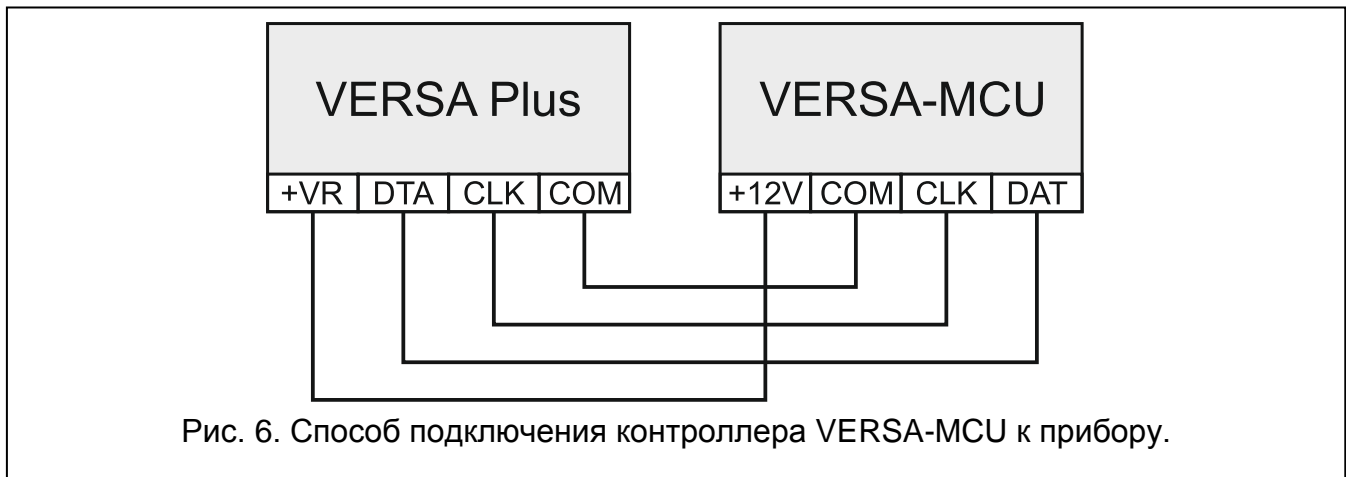 VERSA Plus VERSA-MCU
+VR DTA CLK COM +12V COM CLK DAT
Рис. 6. Способ подключения контроллера VERSA-MCU к прибору.